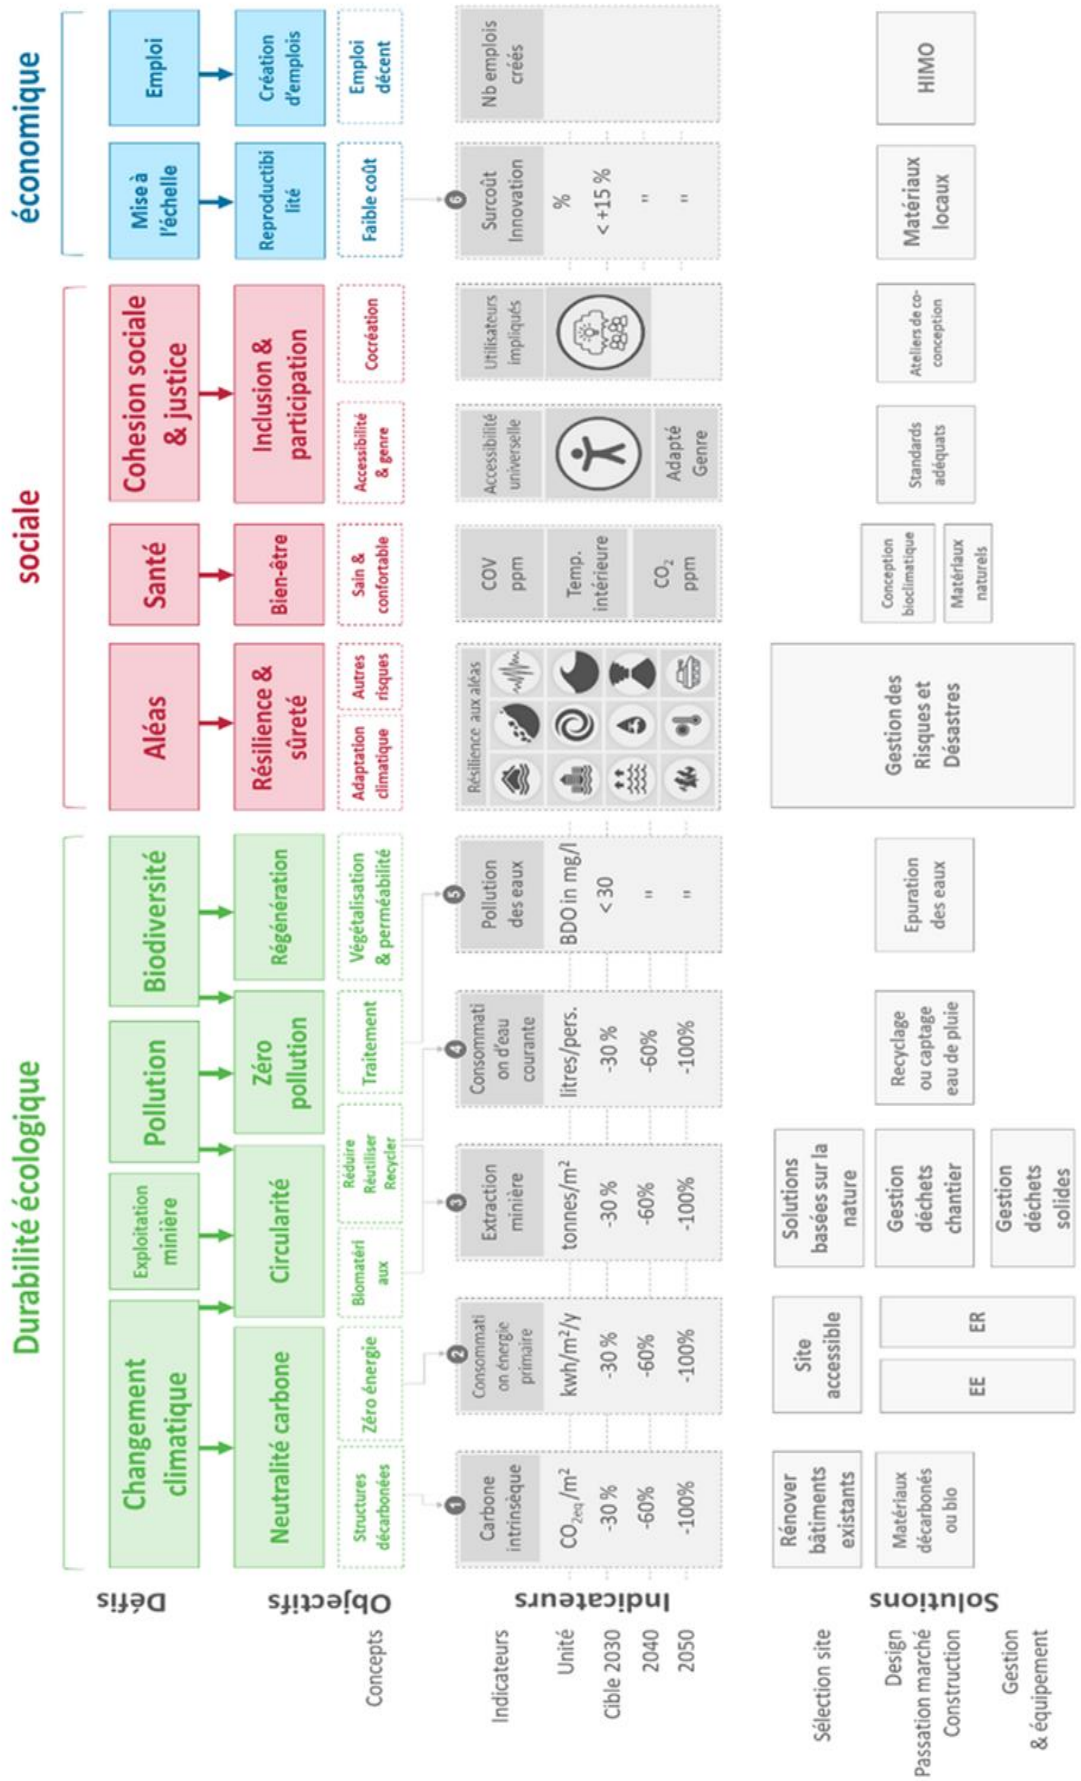 Durabilité écologique
sociale
économique
Défis
Changement
climatique
Exploitation
minière
Pollution
Biodiversité
Aléas
Santé
Cohesion sociale
& justice
Mise à
l'échelle
Emploi
Objectifs
Neutralité carbone
Circularité
Zéro
pollution
Régénération
Résilience &
sûreté
Bien-être
Inclusion &
participation
Reproductibi
lité
Création
d'emplois
Concepts
Structures
décarbonées
Zéro énergie
Biomatéri
aux
Réduire
Réutiliser
Recycler
Traitement
Végétalisation
& perméabilité
Adaptation
climatique
Autres
risques
Sain &
confortable
Accessibilité
& genre
Cocréation
Faible coût
Emploi
décent
Indicateurs
Indicateurs
Unité
Cible 2030
2040
2050
1
Carbone
intrinsèque
CO2eq/m²
-30 %
-60%
-100%
2
Consommati
on énergie
primaire
kwh/m²/y
-30 %
-60%
-100%
3
Extraction
minière
tonnes/m²
-30 %
-60%
-100%
4
Consommati
on d'eau
courante
litres/pers.
-30 %
-60%
-100%
5
Pollution
des eaux
BDO in mg/l
< 30
"
"
Résilience aux aléas
COV
ppm
Temp.
intérieure
CO2
ppm
Accessibilité
universelle
Adapté
Genre
Utilisateurs
impliqués
6
Surcoût
Innovation
%
< +15 %
"
"
Nb emplois
créés
Solutions
Sélection site
Design
Passation marché
Construction
Gestion
& équipement
Rénover
bâtiments
existants
Matériaux
décarbonés
ou bio
Site
accessible
EE
ER
Solutions
basées sur la
nature
Gestion
déchets
chantier
Gestion
déchets
solides
Recyclage
ou captage
eau de pluie
Epuration
des eaux
Gestion des
Risques et
Désastres
Conception
bioclimatique
Matériaux
naturels
Standards
adéquats
Ateliers de co-
conception
Matériaux
locaux
HIMO